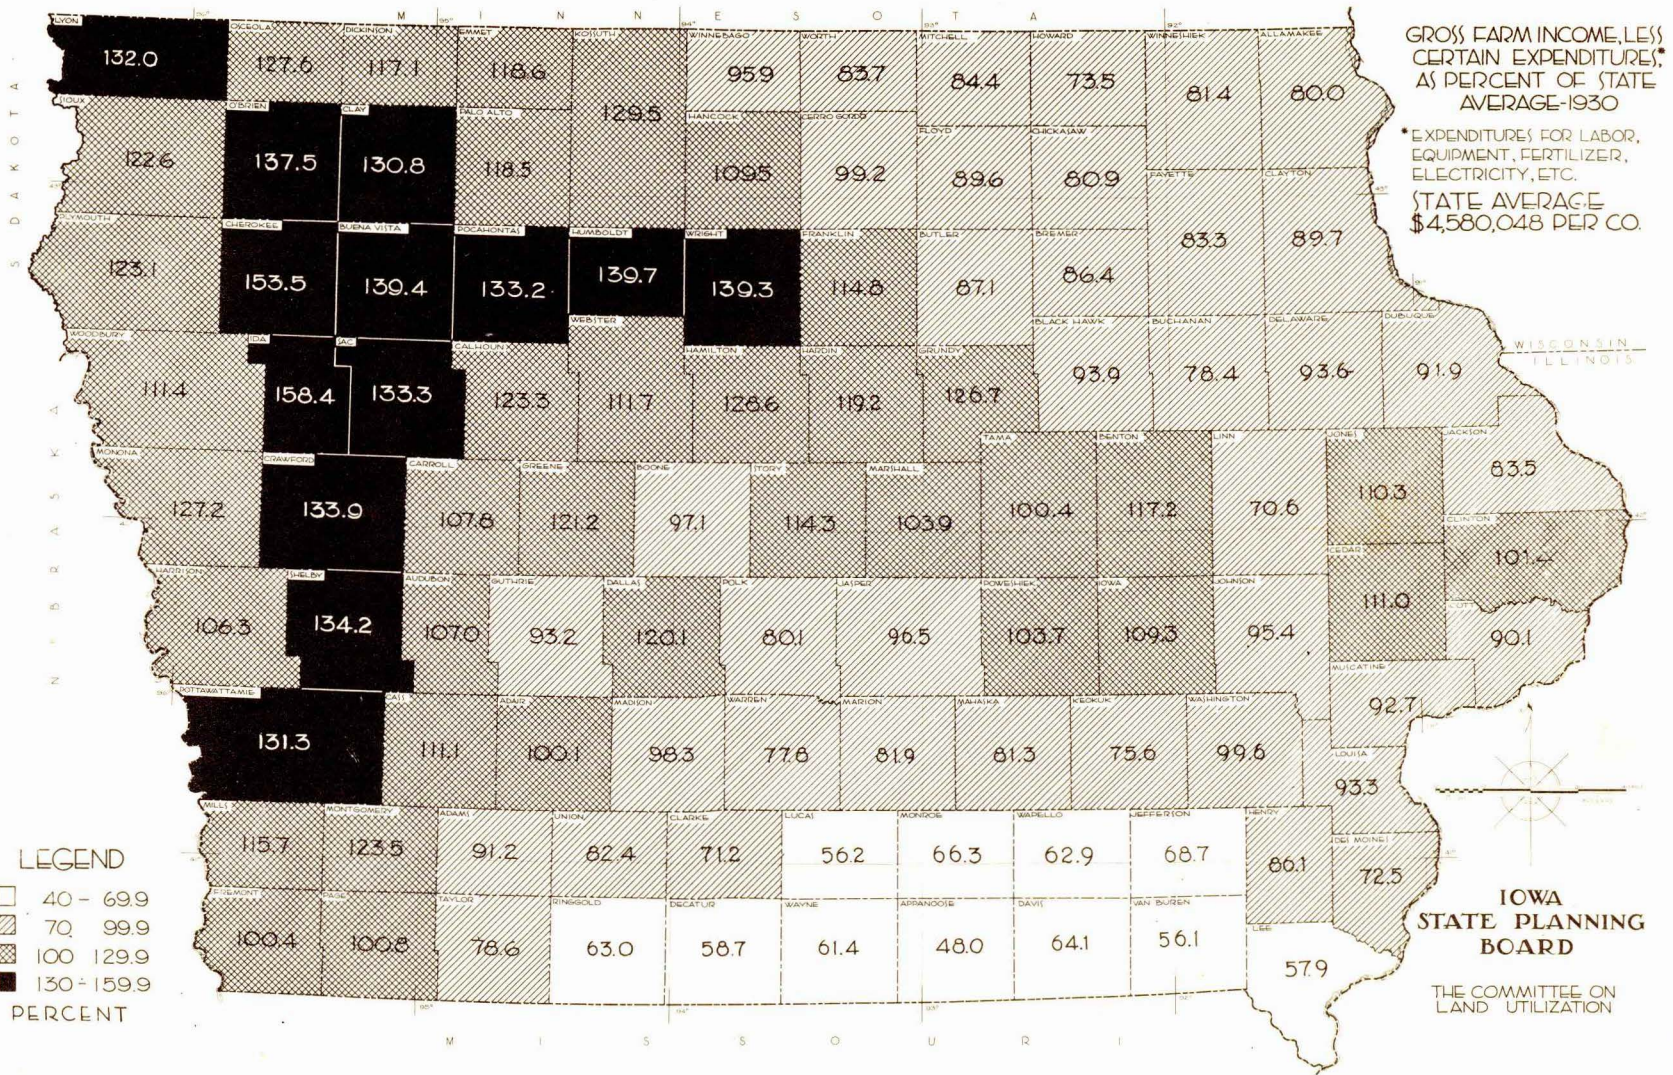 M I N N E S O T A
S DAKOTA
NEBRASKA
WISCONSIN
ILLINOIS
MISSOURI
GROSS FARM INCOME, LESS
CERTAIN EXPENDITURES,*
AS PERCENT OF STATE
AVERAGE-1930
*EXPENDITURES FOR LABOR,
EQUIPMENT, FERTILIZER,
ELECTRICITY, ETC.
STATE AVERAGE
$4,580,048 PER CO.
LYON 132.0
OSCEOLA 127.6
DICKINSON 117.1
EMMET 118.6
KOSSUTH 129.5
WINNEBAGO 95.9
WORTH 83.7
MITCHELL 84.4
HOWARD 73.5
WINNESHIEK 81.4
ALLAMAKEE 80.0
SIOUX 122.6
O'BRIEN 137.5
CLAY 130.8
PALO ALTO 118.5
HANCOCK 109.5
CERRO GORDO 99.2
FLOYD 89.6
CHICKASAW 80.9
FAYETTE 83.3
CLAYTON 89.7
PLYMOUTH 123.1
CHEROKEE 153.5
BUENA VISTA 139.4
POCAHONTAS 133.2
HUMBOLDT 139.7
WRIGHT 139.3
FRANKLIN 114.8
BUTLER 87.1
BREMER 86.4
WOODBURY 111.4
IDA 158.4
SAC 133.3
CALHOUN 123.3
WEBSTER 111.7
HAMILTON 128.6
HARDIN 119.2
GRUNDY 126.7
BLACK HAWK 93.9
BUCHANAN 78.4
DELAWARE 93.6
DUBUQUE 91.9
MONONA 127.2
CRAWFORD 133.9
CARROLL 107.8
GREENE 121.2
BOONE 97.1
STORY 114.3
MARSHALL 103.9
TAMA 100.4
BENTON 117.2
LINN 70.6
JONES 110.3
JACKSON 83.5
CLINTON 101.4
HARRISON 106.3
SHELBY 134.2
AUDUBON 107.0
GUTHRIE 93.2
DALLAS 120.1
POLK 80.1
JASPER 96.5
POWESHIEK 103.7
IOWA 109.3
JOHNSON 95.4
CEDAR 111.0
SCOTT 90.1
MUSCATINE 92.7
POTTAWATTAMIE 131.3
CASS 111.1
ADAIR 100.1
MADISON 98.3
WARREN 77.8
MARION 81.9
MAHASKA 81.3
KEOKUK 75.6
WASHINGTON 99.6
LOUISA 93.3
MILLS 115.7
MONTGOMERY 123.5
ADAMS 91.2
UNION 82.4
CLARKE 71.2
LUCAS 56.2
MONROE 66.3
WAPELLO 62.9
JEFFERSON 68.7
HENRY 86.1
DES MOINES 72.5
FREMONT 100.4
PAGE 100.8
TAYLOR 78.6
RINGGOLD 63.0
DECATUR 58.7
WAYNE 61.4
APPANOOSE 48.0
DAVIS 64.1
VAN BUREN 56.1
LEE 57.9
LEGEND
40 - 69.9
70 99.9
100 129.9
130 - 159.9
PERCENT
IOWA
STATE PLANNING
BOARD
THE COMMITTEE ON
LAND UTILIZATION